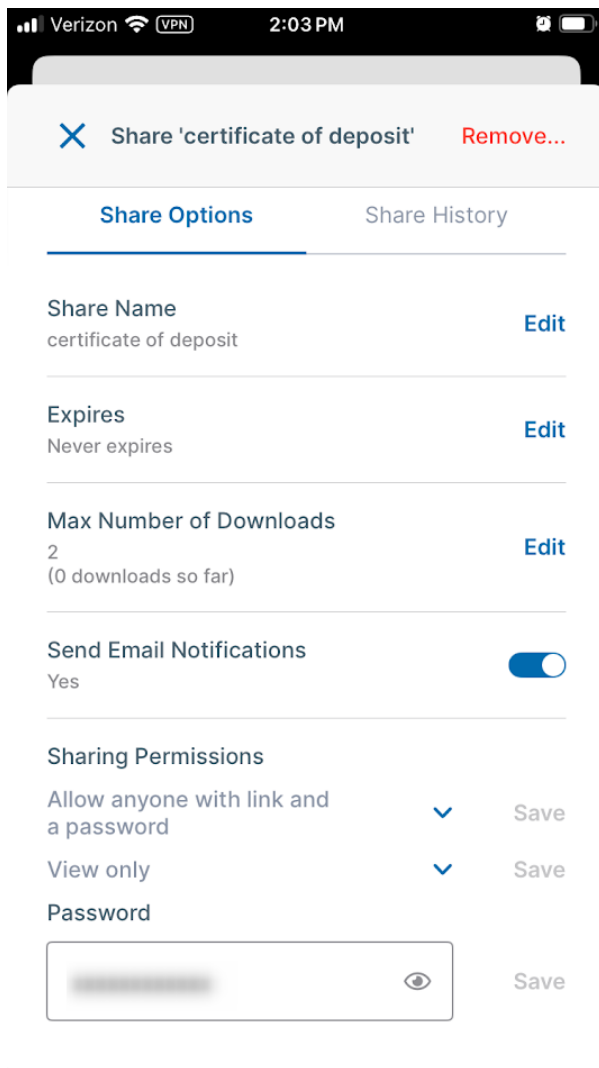 Verizon VPN 2:03 PM
Share 'certificate of deposit' Remove...
Share Options Share History
Share Name
certificate of deposit
Edit
Expires
Never expires
Edit
Max Number of Downloads
2
(0 downloads so far)
Edit
Send Email Notifications
Yes
Sharing Permissions
Allow anyone with link and
a password
Save
View only Save
Password
Save